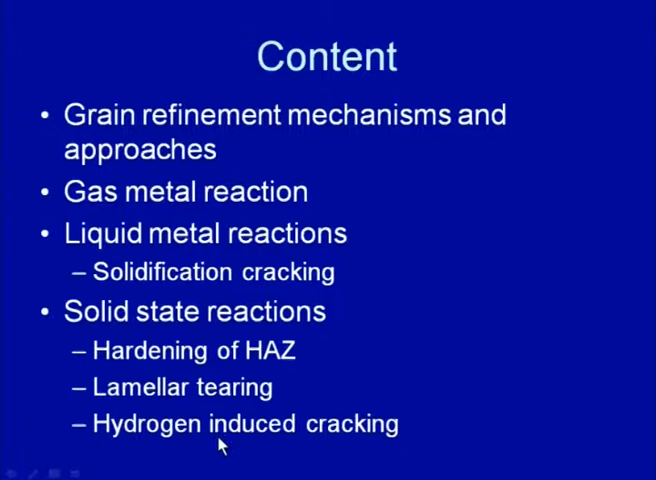 Content
• Grain refinement mechanisms and
approaches
• Gas metal reaction
• Liquid metal reactions
– Solidification cracking
• Solid state reactions
– Hardening of HAZ
– Lamellar tearing
– Hydrogen induced cracking